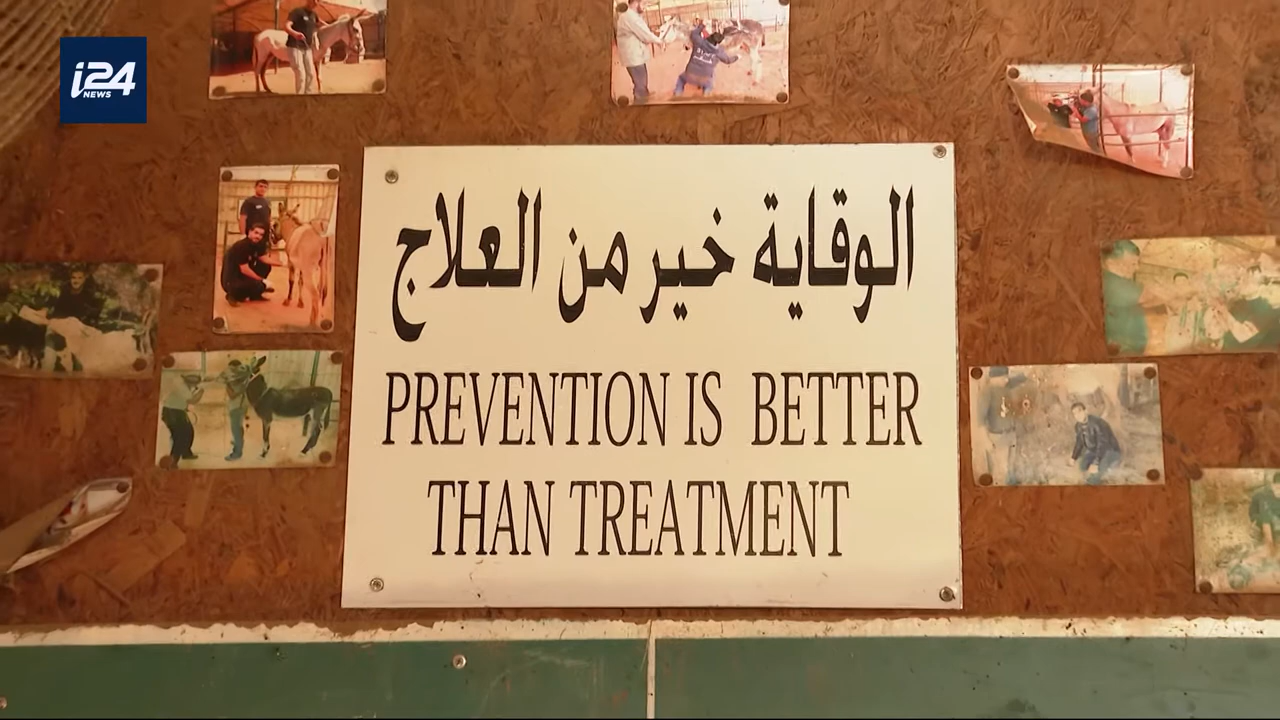 i24
NEWS
الوقاية خير من العلاج
PREVENTION IS BETTER
THAN TREATMENT